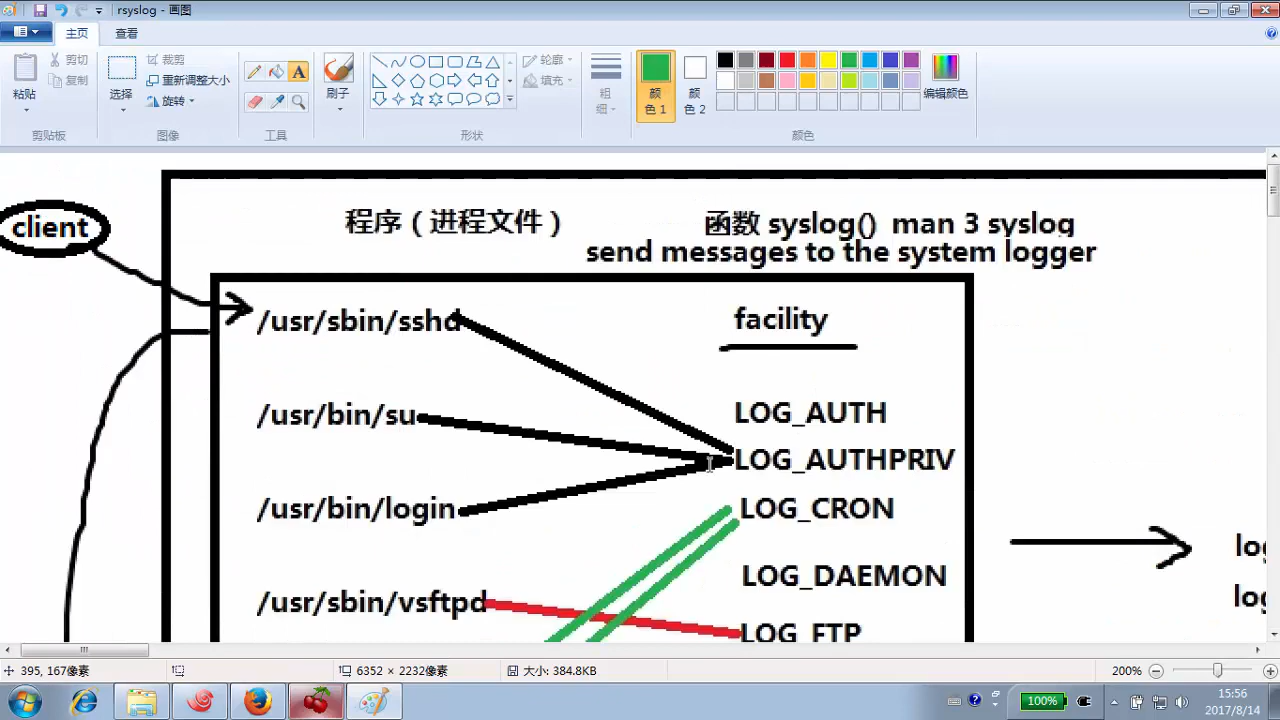 rsyslog - 画图
主页
查看
粘贴
剪切
复制
剪贴板
选择
裁剪
重新调整大小
旋转
图像
A
工具
刷子
轮廓
填充
形状
粗
细
颜
色 1
颜
色 2
颜色
编辑颜色
client
程序（进程文件）
函数 syslog()  man 3 syslog
send messages to the system logger
/usr/sbin/sshd
facility
/usr/bin/su
LOG_AUTH
LOG_AUTHPRIV
/usr/bin/login
LOG_CRON
LOG_DAEMON
/usr/sbin/vsftpd
LOG_FTP
395, 167像素
6352 × 2232像素
大小: 384.8KB
200%
100%
15:56
2017/8/14